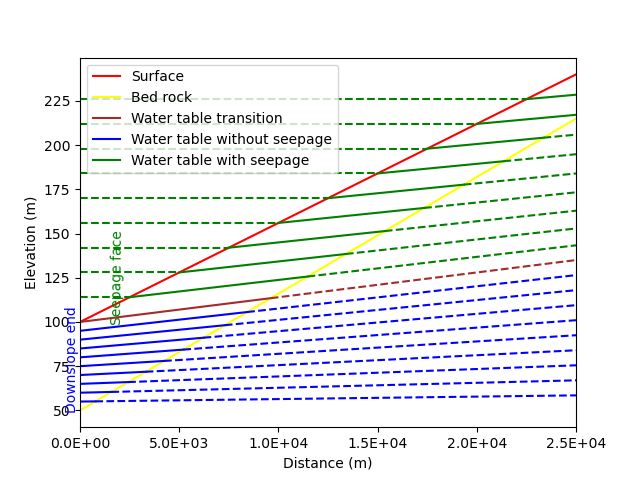 Surface
Bed rock
Water table transition
Water table without seepage
Water table with seepage
225
200
175
150
125
100
75
50
Elevation (m)
Seepage face
Downslope end
0.0E+00
5.0E+03
1.0E+04
1.5E+04
2.0E+04
2.5E+04
Distance (m)